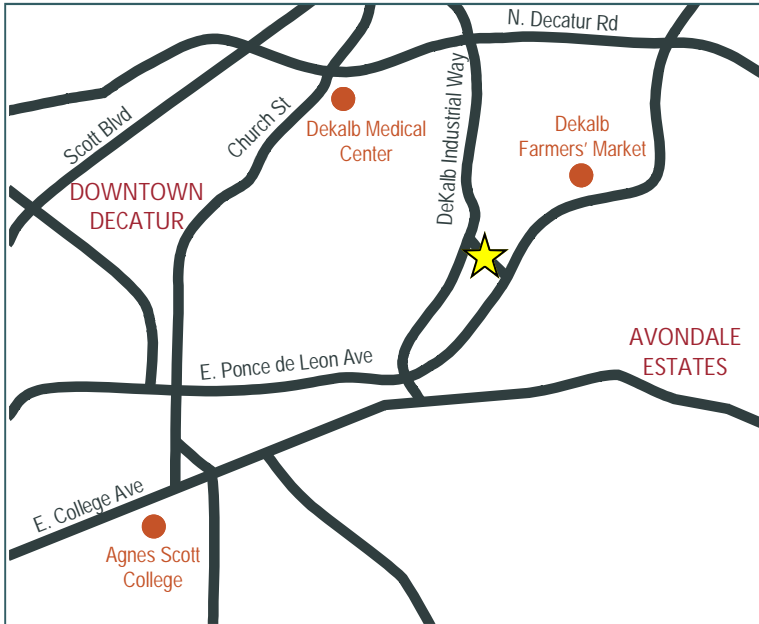 N. Decatur Rd
Scott Blvd
Church St
DeKalb Industrial Way
Dekalb Medical
Center
Dekalb
Farmers' Market
DOWNTOWN
DECATUR
AVONDALE
ESTATES
E. Ponce de Leon Ave
E. College Ave
Agnes Scott
College